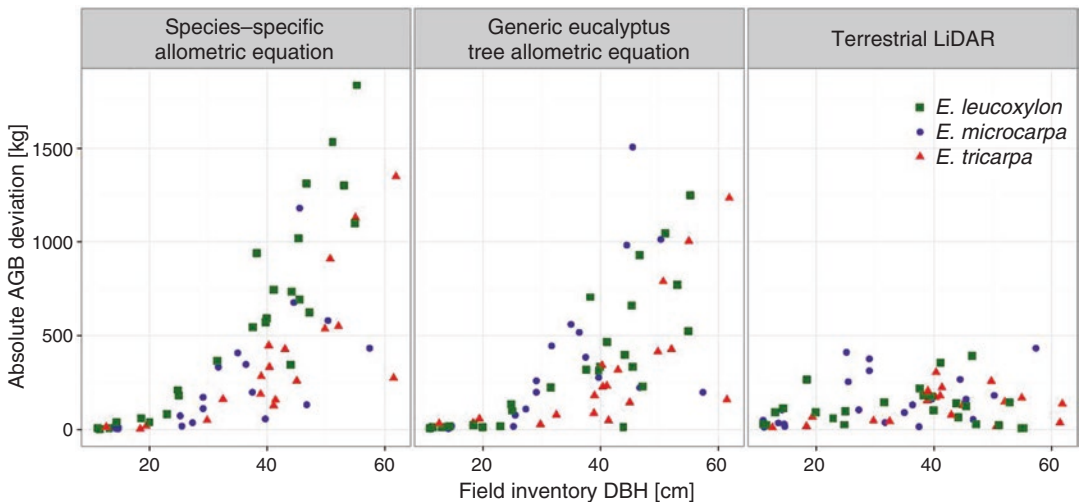 Species–specific
allometric equation
Generic eucalyptus
tree allometric equation
Terrestrial LiDAR
E. leucoxylon
E. microcarpa
E. tricarpa
Absolute AGB deviation [kg]
1500
1000
500
0
20
40
60
20
40
60
20
40
60
Field inventory DBH [cm]